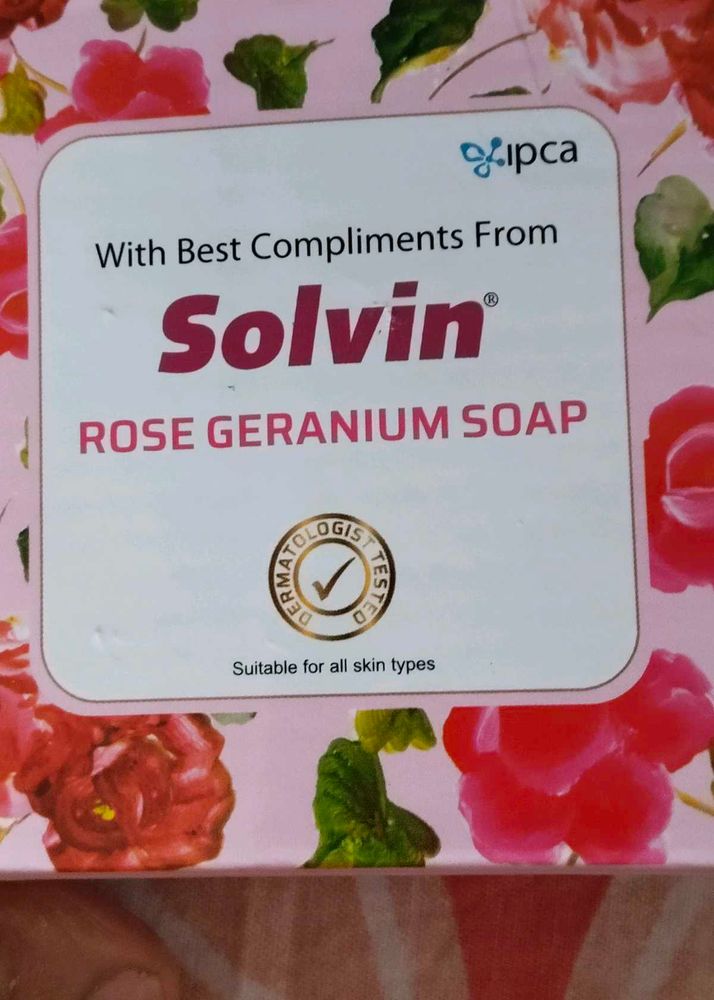 ipca
With Best Compliments From
Solvin®
ROSE GERANIUM SOAP
DERMATOLOGIST TESTED
Suitable for all skin types